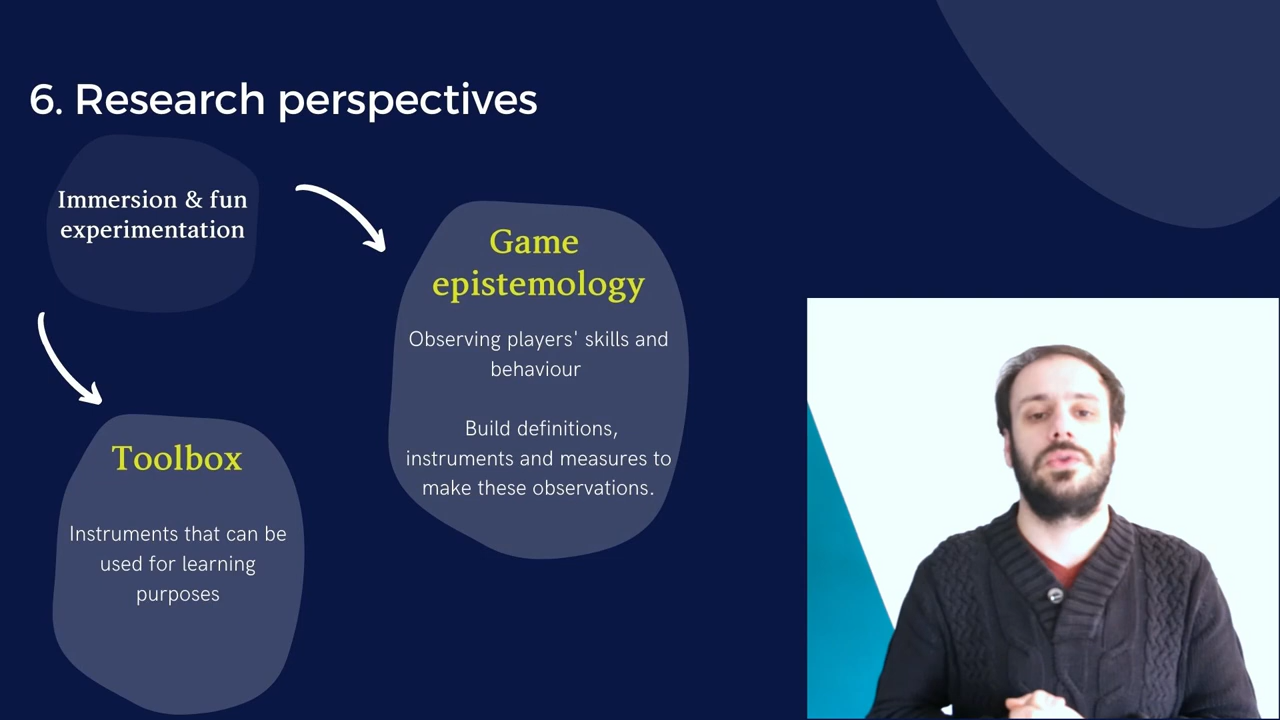 6. Research perspectives
Immersion & fun
experimentation
Game
epistemology
Observing players' skills and
behaviour
Build definitions,
instruments and measures to
make these observations.
Toolbox
Instruments that can be
used for learning
purposes